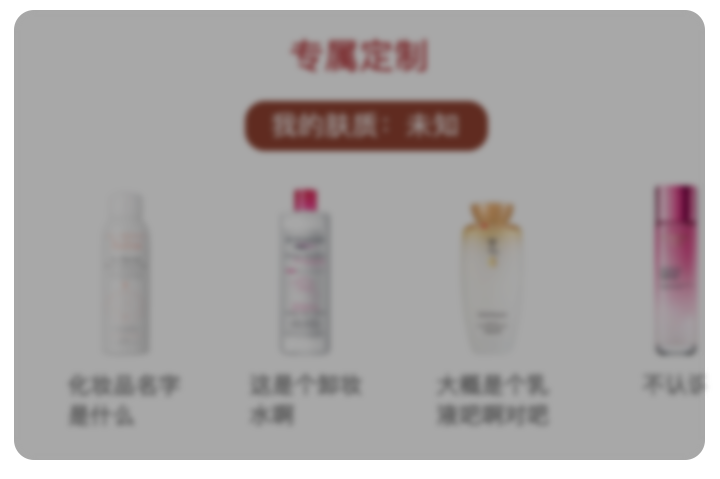 专属定制
我的肤质：未知
化妆品名字
是什么
这是个卸妆
水啊
大概是个乳
液吧啊对吧
不认识